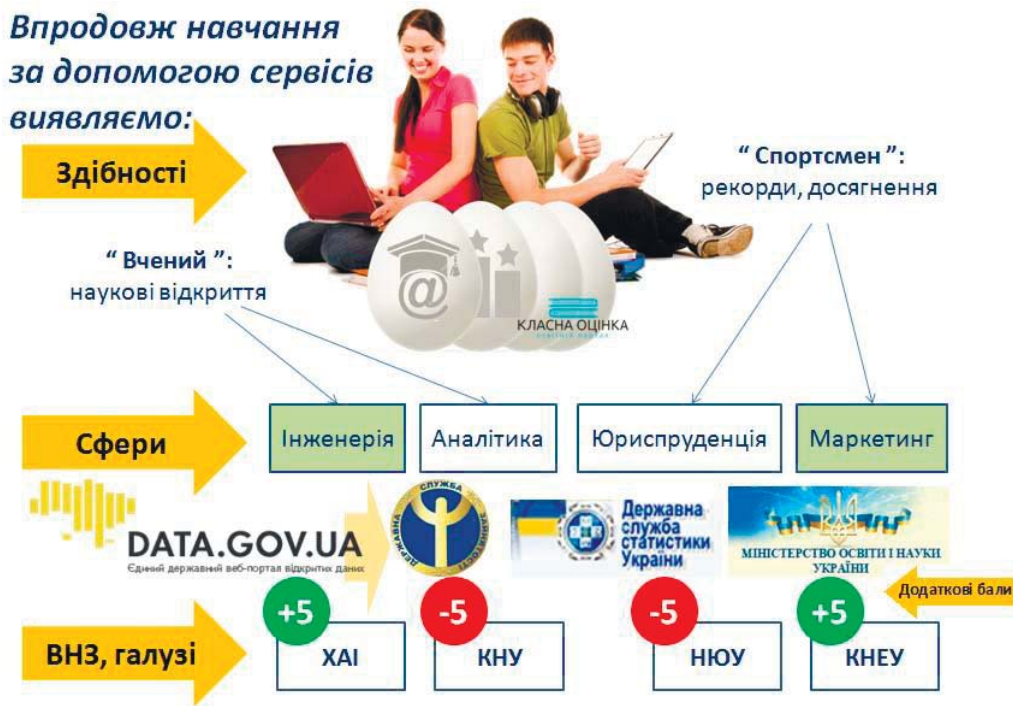 Впродовж навчання
за допомогою сервісів
виявляємо:
Здібності
“ Спортсмен ”:
рекорди, досягнення
“ Вчений ”:
наукові відкриття
@
КЛАСНА ОЦІНКА
Сфери
Інженерія
Аналітика
Юриспруденція
Маркетинг
DATA.GOV.UA
Єдиний державний веб-портал відкритих даних
ДЕРЖАВНА СЛУЖБА ЗАЙНЯТОСТІ
Державна
служба
статистики
України
МІНІСТЕРСТВО ОСВІТИ І НАУКИ
УКРАЇНИ
Додаткові бали
+5
-5
-5
+5
ВНЗ, галузі
ХАІ
КНУ
НЮУ
КНЕУ